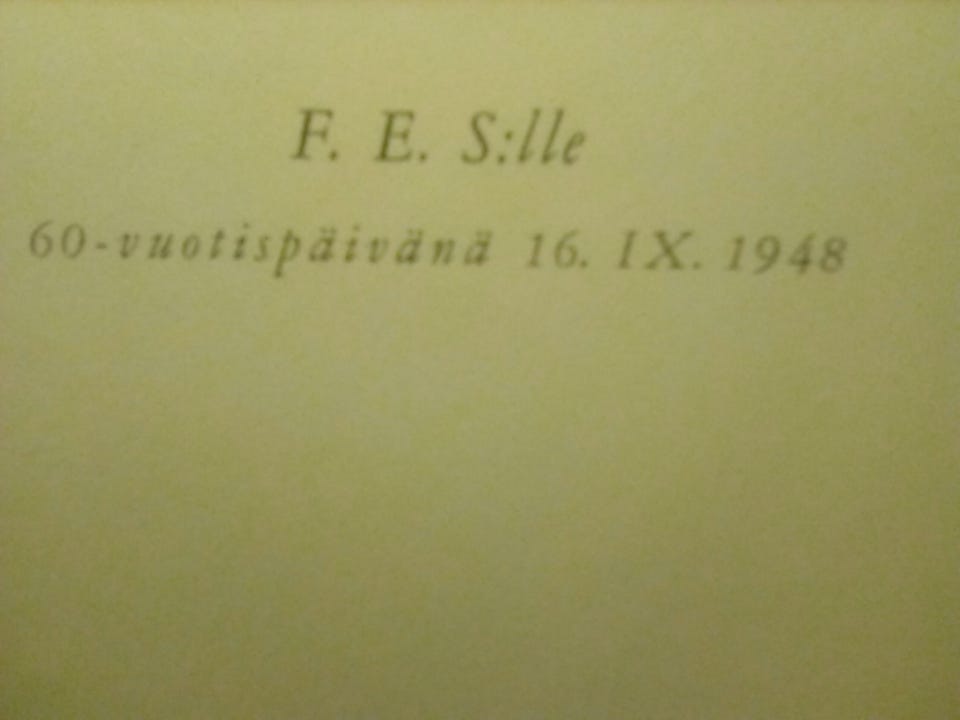 F. E. S:lle
60-vuotispäivänä 16. IX. 1948